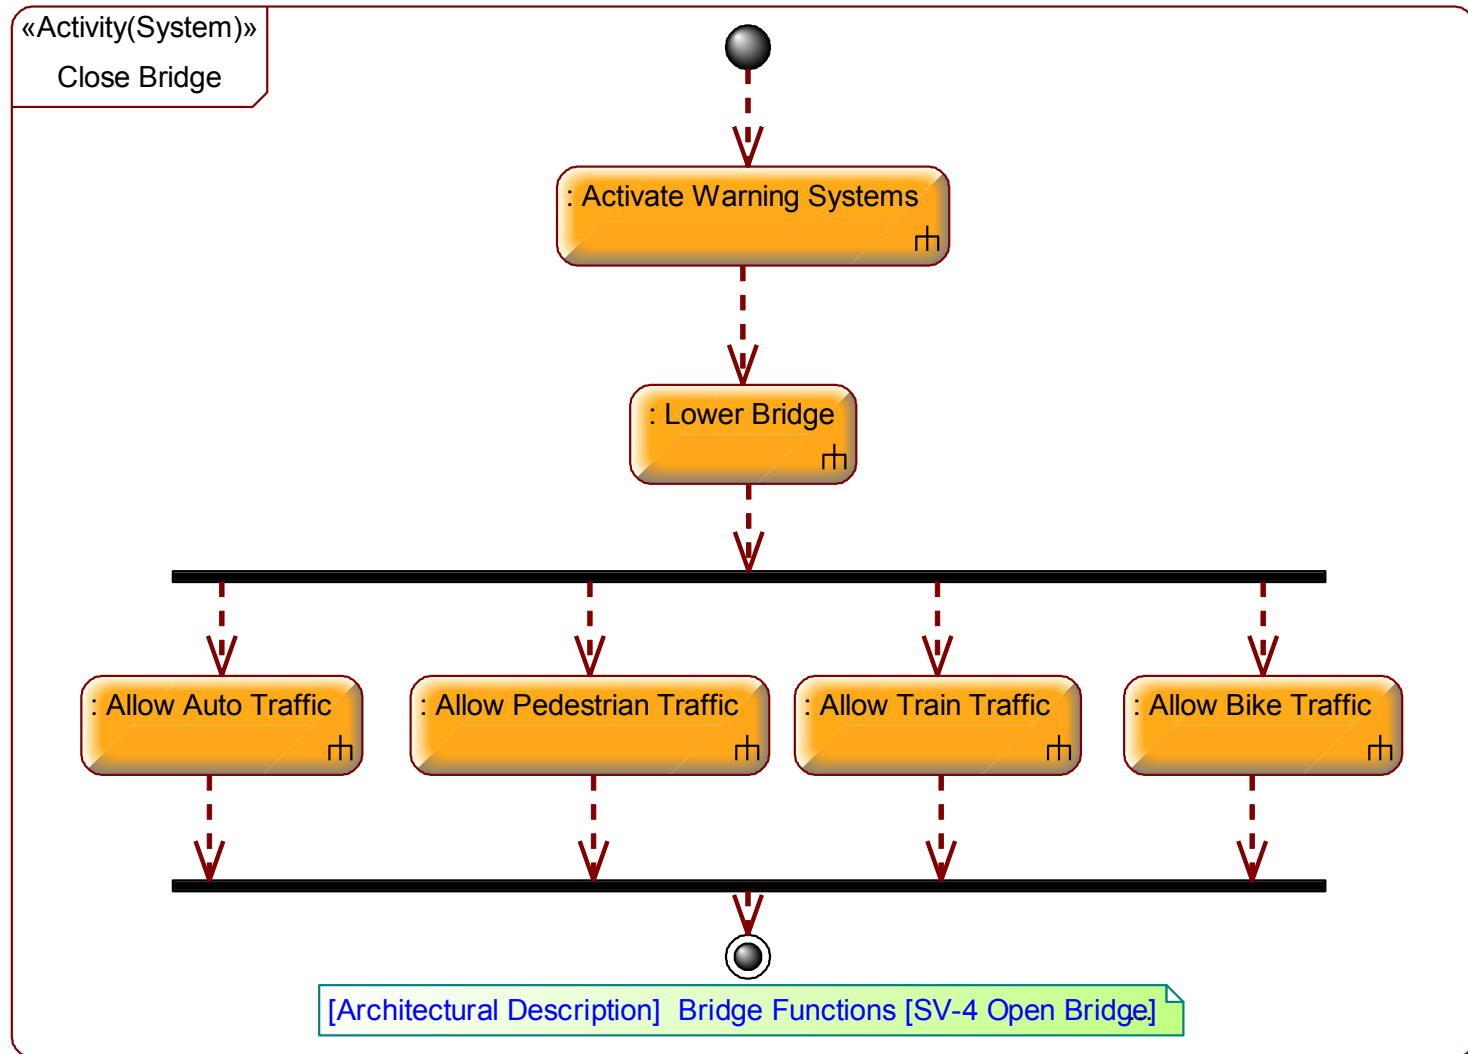 «Activity(System)»
Close Bridge
: Activate Warning Systems
: Lower Bridge
: Allow Auto Traffic
: Allow Pedestrian Traffic
: Allow Train Traffic
: Allow Bike Traffic
[Architectural Description]  Bridge Functions [SV-4 Open Bridge]